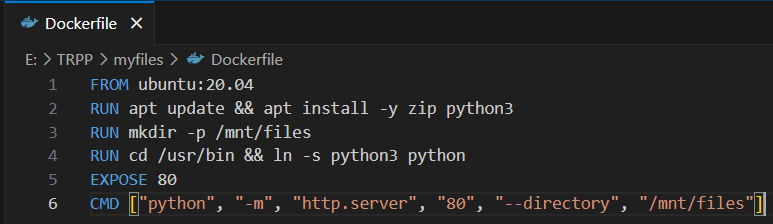 Dockerfile ×
E: > TRPP > myfiles > Dockerfile
1 FROM ubuntu:20.04
2 RUN apt update && apt install -y zip python3
3 RUN mkdir -p /mnt/files
4 RUN cd /usr/bin && ln -s python3 python
5 EXPOSE 80
6 CMD ["python", "-m", "http.server", "80", "--directory", "/mnt/files"]